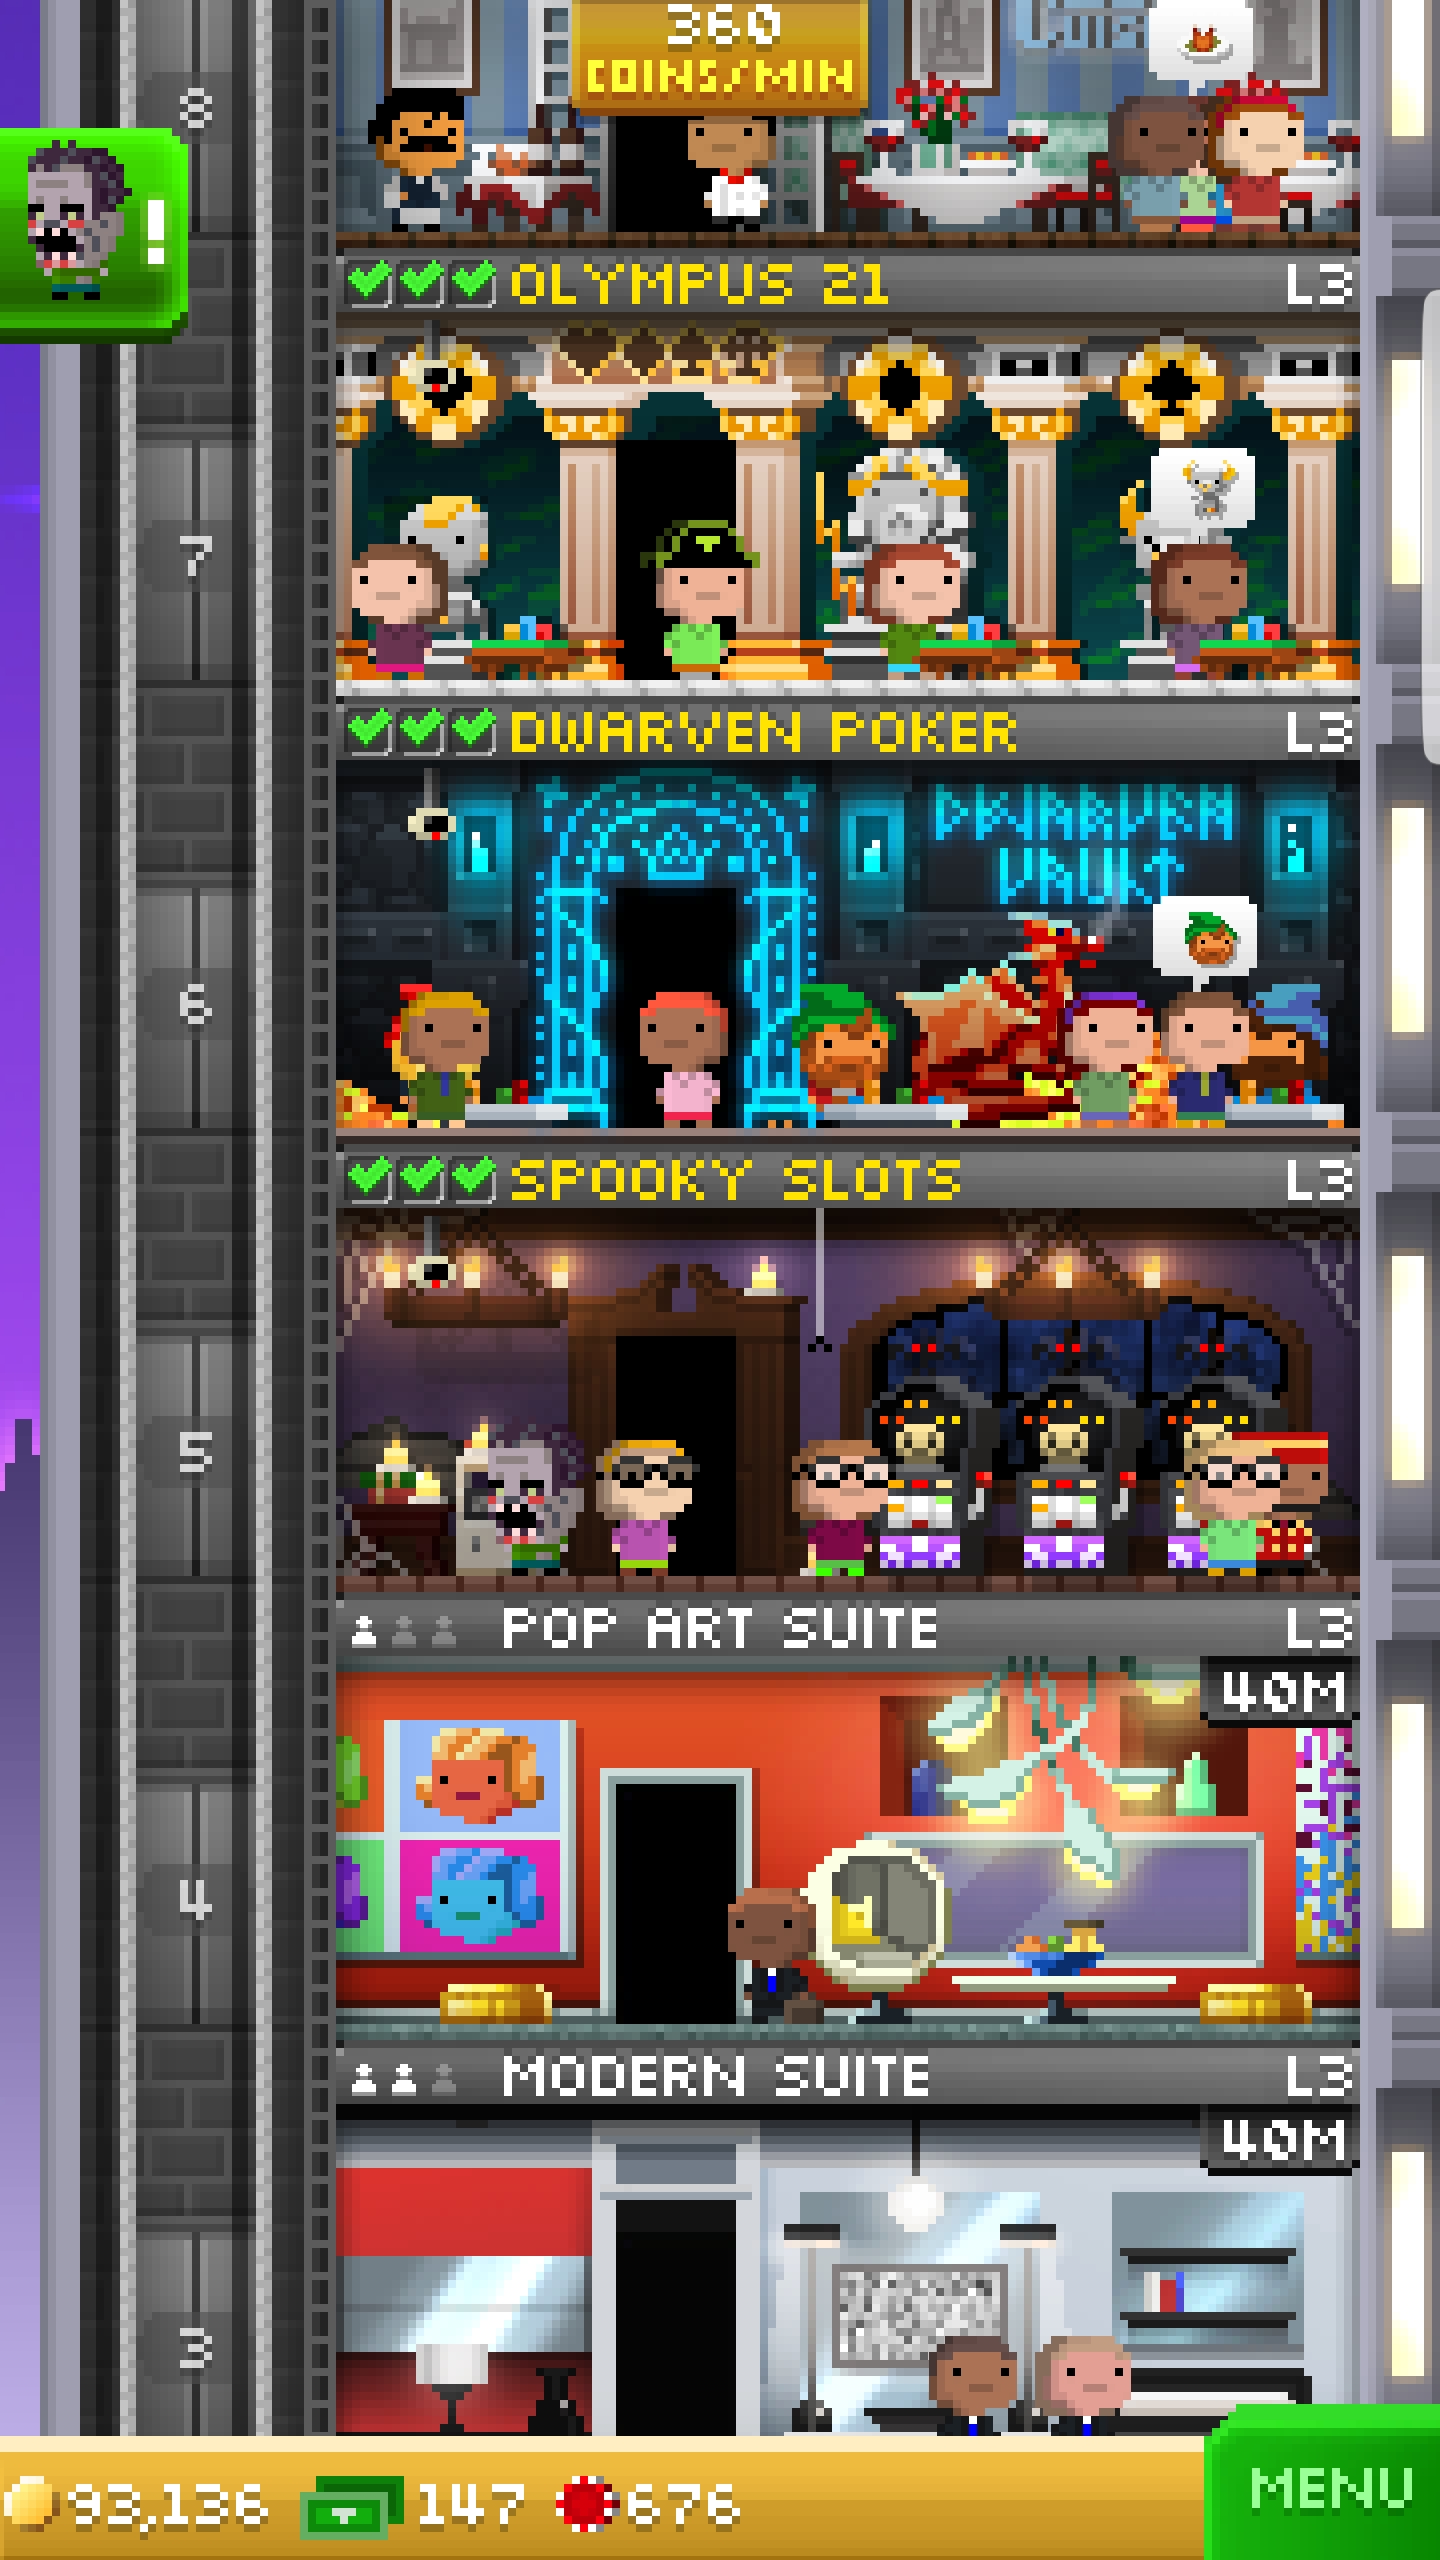 360
COINS/MIN
8
!
OLYMPUS 21 L3
7
DWARVEN POKER L3
DWARVEN
VAULT
6
SPOOKY SLOTS L3
5
POP ART SUITE L3
40M
4
MODERN SUITE L3
40M
3
93,136 147 676
MENU